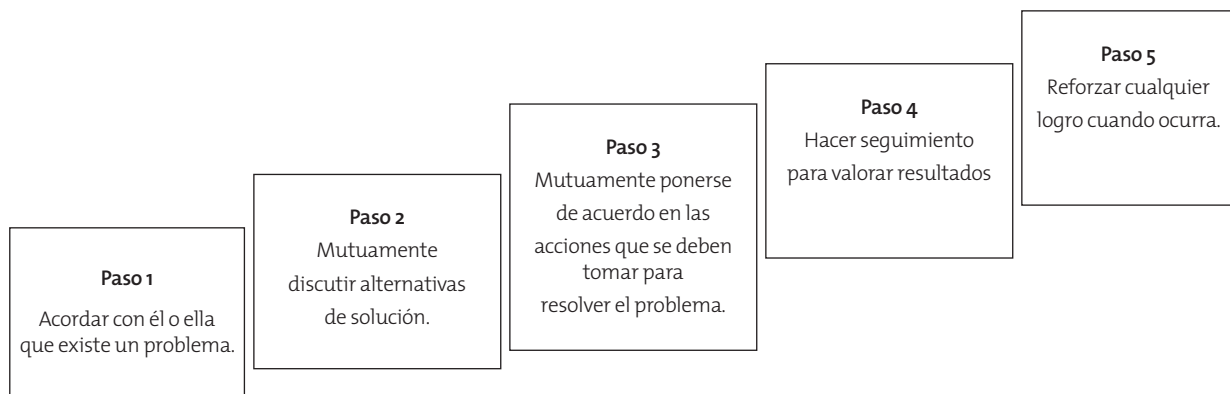 Paso 1
Acordar con él o ella
que existe un problema.
Paso 2
Mutuamente
discutir alternativas
de solución.
Paso 3
Mutuamente ponerse
de acuerdo en las
acciones que se deben
tomar para
resolver el problema.
Paso 4
Hacer seguimiento
para valorar resultados
Paso 5
Reforzar cualquier
logro cuando ocurra.